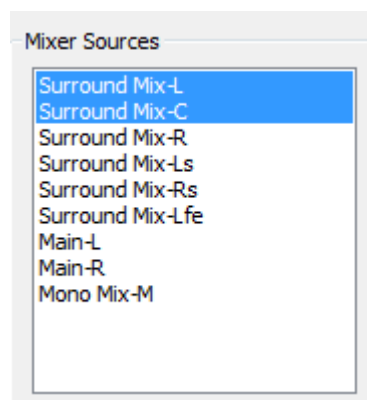 Mixer Sources
Surround Mix-L
Surround Mix-C
Surround Mix-R
Surround Mix-Ls
Surround Mix-Rs
Surround Mix-Lfe
Main-L
Main-R
Mono Mix-M